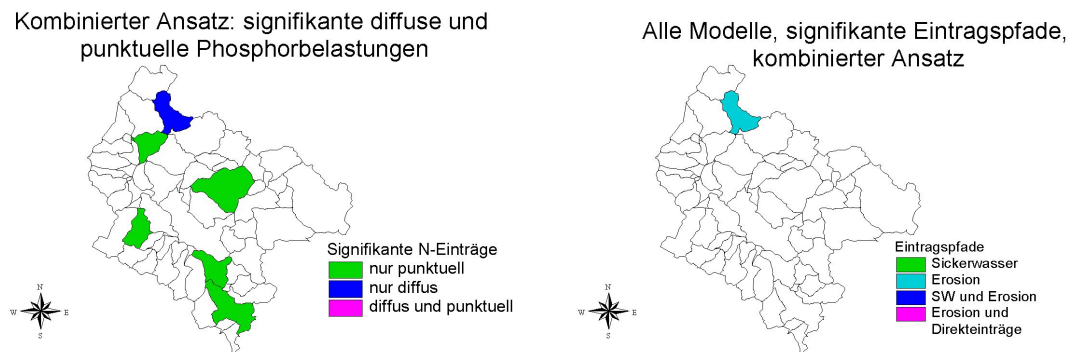 Kombinierter Ansatz: signifikante diffuse und
punktuelle Phosphorbelastungen
Signifikante N-Einträge
nur punktuell
nur diffus
diffus und punktuell
N
W
E
S
Alle Modelle, signifikante Eintragspfade,
kombinierter Ansatz
Eintragspfade
Sickerwasser
Erosion
SW und Erosion
Erosion und
Direkteinträge
N
W
E
S